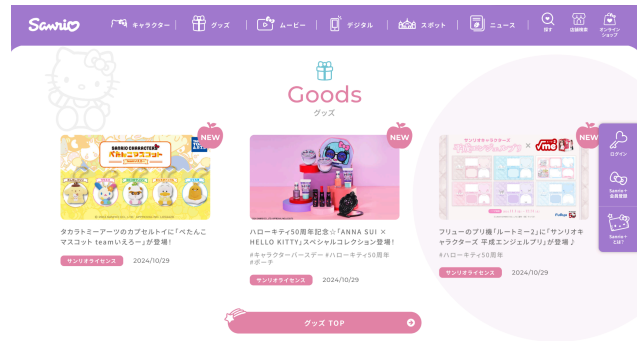 Sanrio
キャラクター
グッズ
ムービー
デジタル
スポット
ニュース
探す
店舗検索
オンライン
ショップ
Goods
グッズ
NEW
NEW
NEW
SANRIO CHARACTERS
ぺたんこマスコット
サンリオキャラクターズ
平成エンジェルプリ
ログイン
Sanrio+
会員登録
Sanrio+
とは?
タカラトミーアーツのカプセルトイに「ぺたんこ
マスコット teamいえろー」が登場!
サンリオライセンス 2024/10/29
ハローキティ50周年記念☆「ANNA SUI ×
HELLO KITTY」スペシャルコレクション登場!
#キャラクターバースデー #ハローキティ50周年
#ポーチ
サンリオライセンス 2024/10/29
フリューのプリ機「ルートミー2」に「サンリオキ
ャラクターズ 平成エンジェルプリ」が登場♪
#ハローキティ50周年
サンリオライセンス 2024/10/29
グッズ TOP